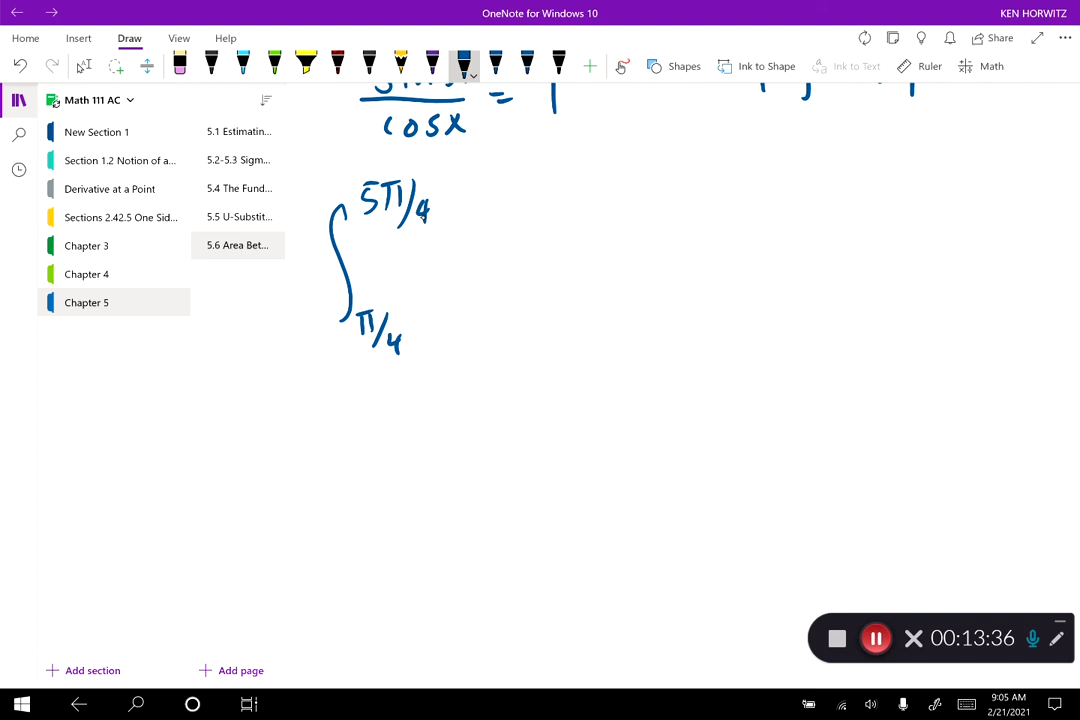 OneNote for Windows 10
KEN HORWITZ
Home Insert Draw View Help
Share
Shapes Ink to Shape Ink to Text Ruler Math
Math 111 AC
New Section 1
Section 1.2 Notion of a...
Derivative at a Point
Sections 2.42.5 One Sid...
Chapter 3
Chapter 4
Chapter 5
5.1 Estimatin...
5.2-5.3 Sigm...
5.4 The Fund...
5.5 U-Substit...
5.6 Area Bet...
cosx
=
5π/4
∫
π/4
00:13:36
Add section
Add page
9:05 AM
2/21/2021